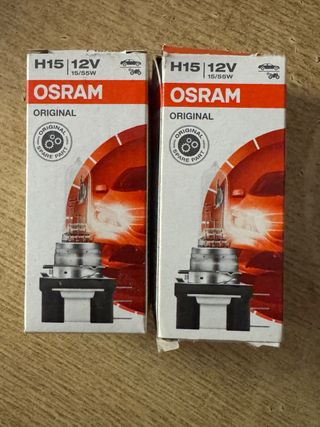 H15 12V
15/55W
OSRAM
ORIGINAL
ORIGINAL
SPARE PART
H15 12V
15/55W
OSRAM
ORIGINAL
ORIGINAL
SPARE PART